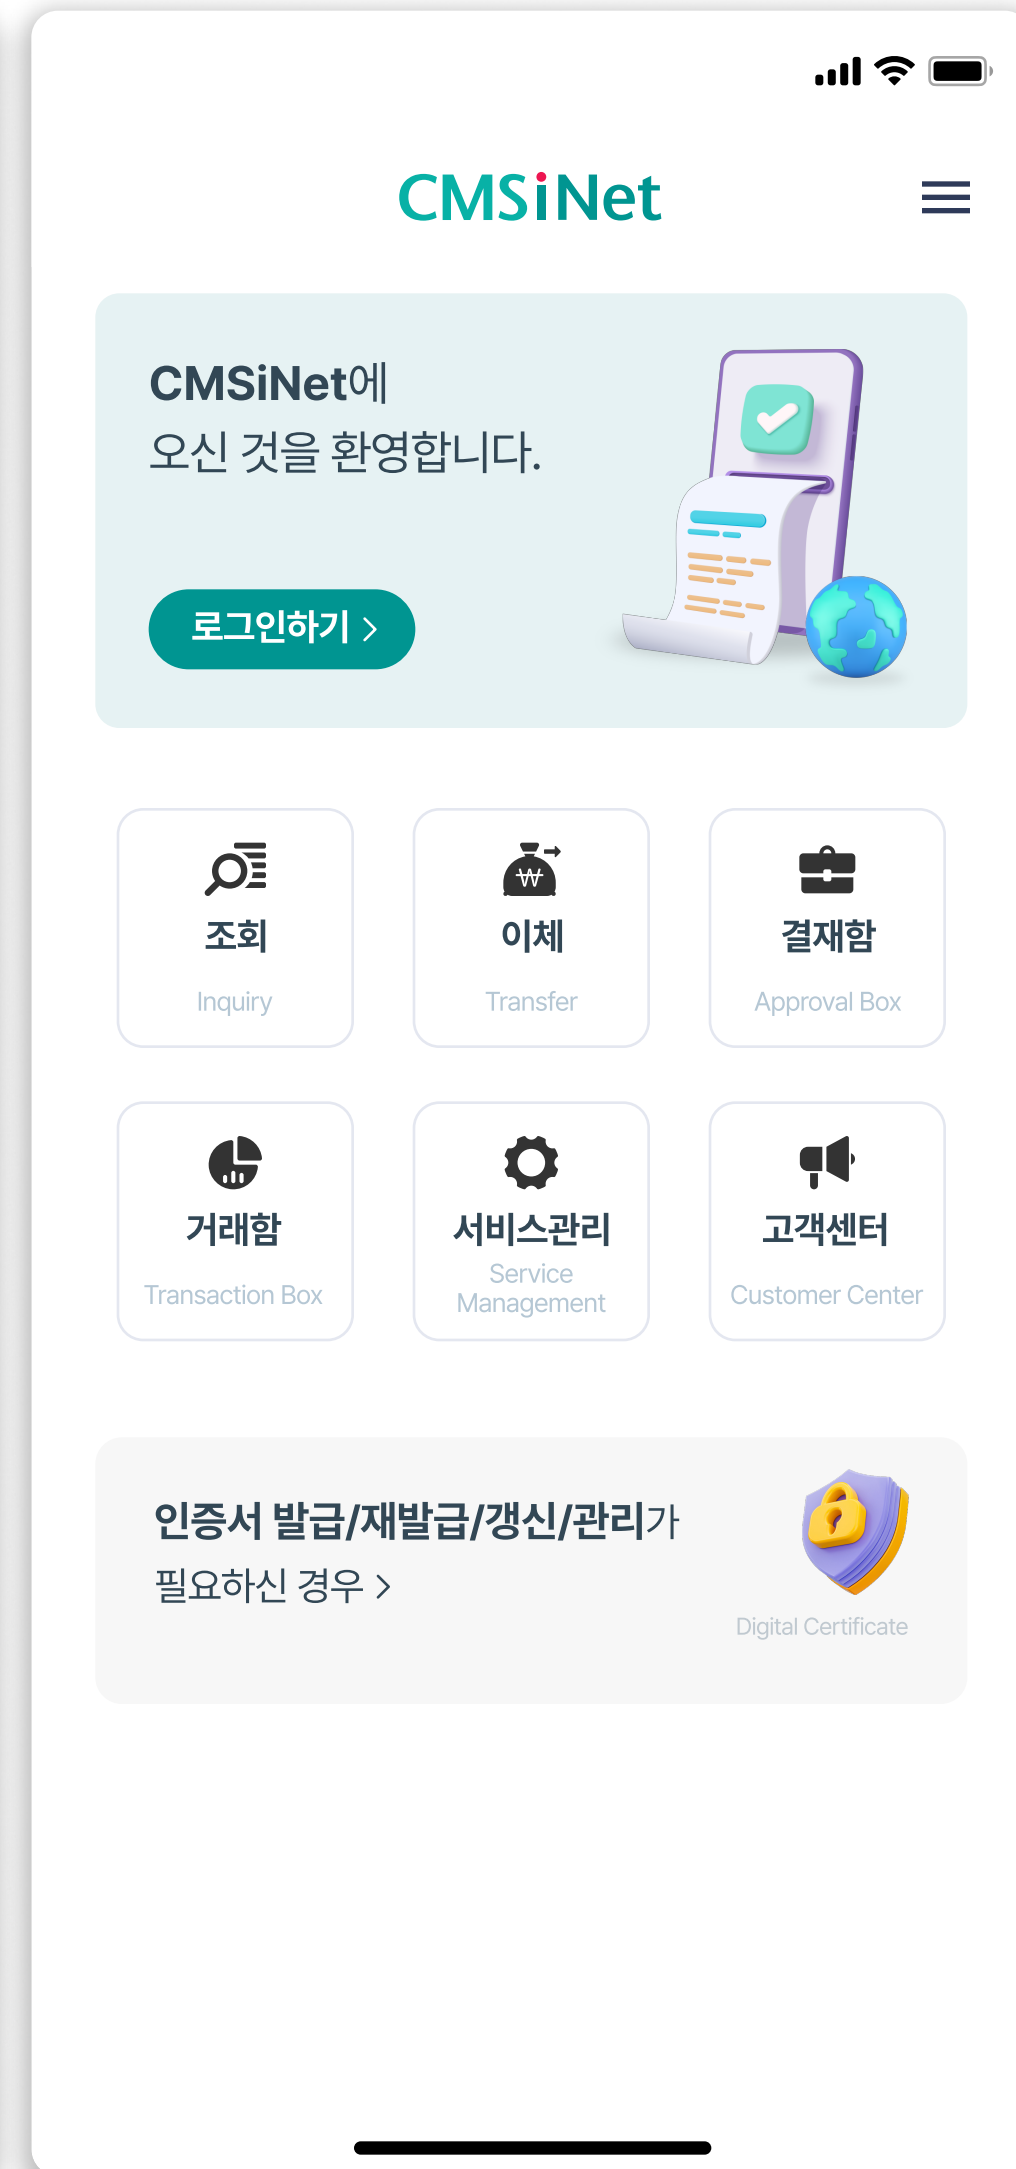 CMSiNet
CMSiNet에
오신 것을 환영합니다.
로그인하기 >
조회
Inquiry
이체
Transfer
결재함
Approval Box
거래함
Transaction Box
서비스관리
Service
Management
고객센터
Customer Center
인증서 발급/재발급/갱신/관리가
필요하신 경우 >
Digital Certificate